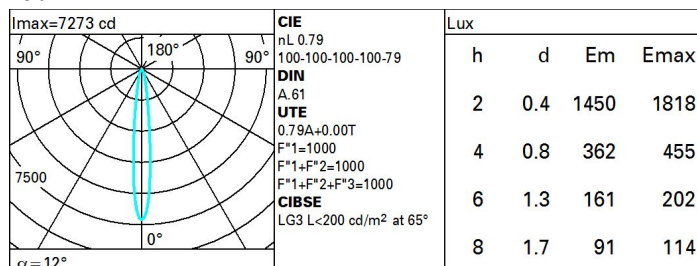 Imax=7273 cd
90° 180° 90°
7500
0°
α=12°
CIE
nL 0.79
100-100-100-100-79
DIN
A.61
UTE
0.79A+0.00T
F"1=1000
F"1+F"2=1000
F"1+F"2+F"3=1000
CIBSE
LG3 L<200 cd/m² at 65°
Lux
h d Em Emax
2 0.4 1450 1818
4 0.8 362 455
6 1.3 161 202
8 1.7 91 114